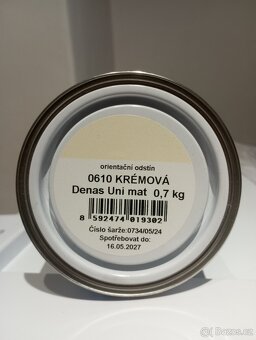 orientační odstín
0610 KRÉMOVÁ
Denas Uni mat 0,7 kg
8 592474 019302
Číslo šarže:0734/05/24
Spotřebovat do:
16.05.2027
Bazos.cz